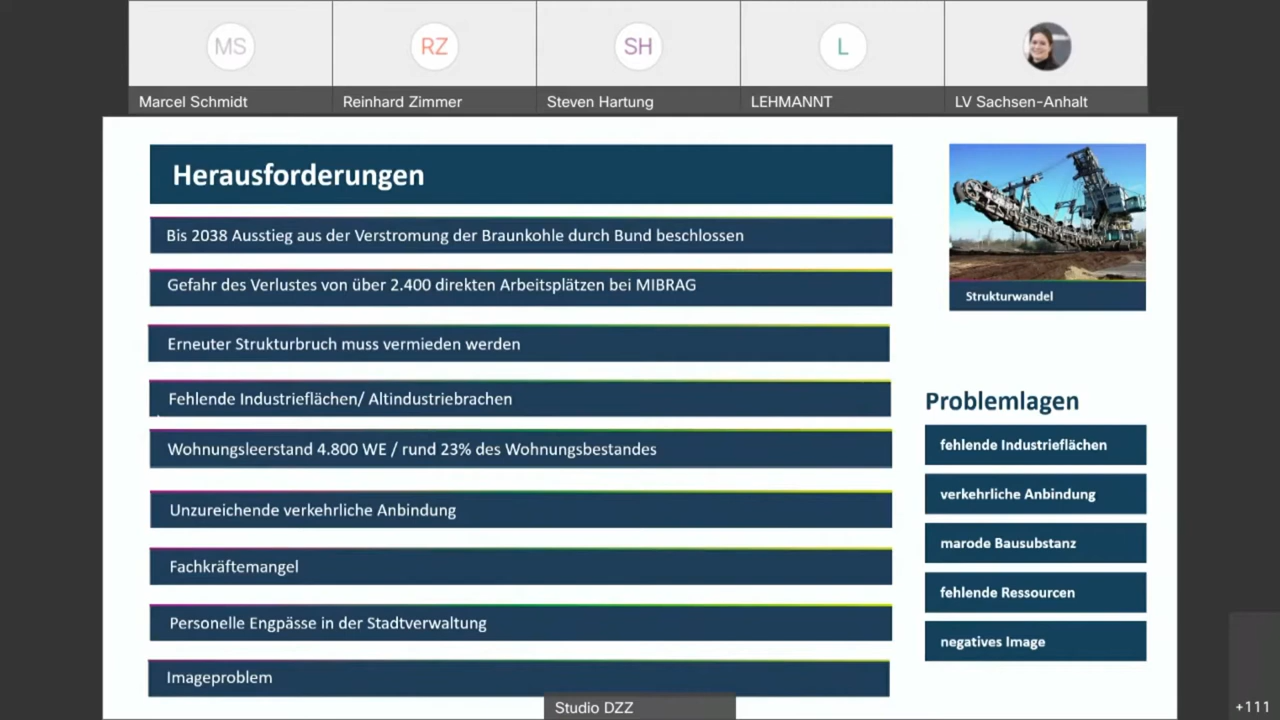 MS
RZ
SH
L
Marcel Schmidt
Reinhard Zimmer
Steven Hartung
LEHMANNT
LV Sachsen-Anhalt
Herausforderungen
Bis 2038 Ausstieg aus der Verstromung der Braunkohle durch Bund beschlossen
Gefahr des Verlustes von über 2.400 direkten Arbeitsplätzen bei MIBRAG
Erneuter Strukturbruch muss vermieden werden
Fehlende Industrieflächen/ Altindustriebrachen
Wohnungsleerstand 4.800 WE / rund 23% des Wohnungsbestandes
Unzureichende verkehrliche Anbindung
Fachkräftemangel
Personelle Engpässe in der Stadtverwaltung
Imageproblem
Strukturwandel
Problemlagen
fehlende Industrieflächen
verkehrliche Anbindung
marode Bausubstanz
fehlende Ressourcen
negatives Image
Studio DZZ
+111